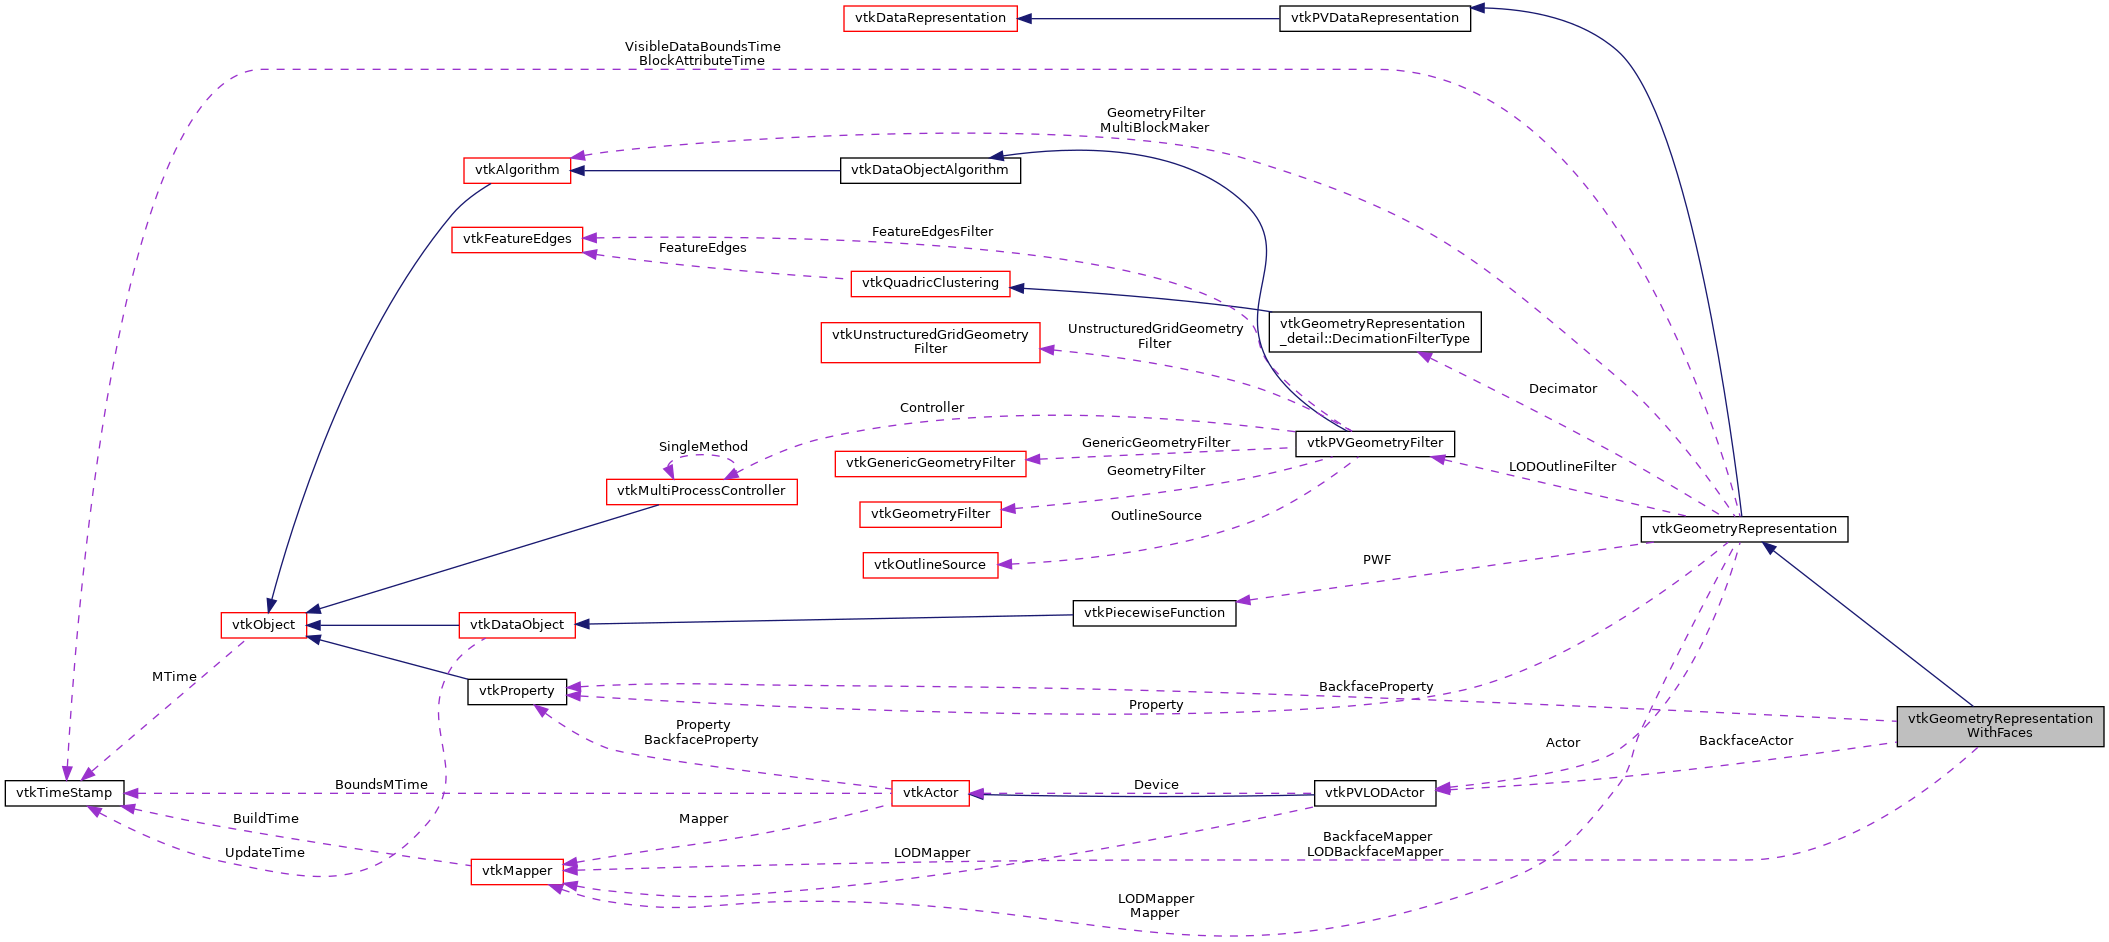 vtkDataRepresentation
vtkPVDataRepresentation
VisibleDataBoundsTime
BlockAttributeTime
GeometryFilter
MultiBlockMaker
vtkAlgorithm
vtkDataObjectAlgorithm
vtkFeatureEdges
FeatureEdgesFilter
FeatureEdges
vtkQuadricClustering
vtkUnstructuredGridGeometry
Filter
UnstructuredGridGeometry
Filter
vtkGeometryRepresentation
_detail::DecimationFilterType
Decimator
Controller
SingleMethod
vtkMultiProcessController
vtkGenericGeometryFilter
GenericGeometryFilter
vtkPVGeometryFilter
GeometryFilter
LODOutlineFilter
vtkGeometryFilter
OutlineSource
vtkGeometryRepresentation
vtkOutlineSource
PWF
vtkObject
vtkDataObject
vtkPiecewiseFunction
MTime
vtkProperty
BackfaceProperty
Property
vtkGeometryRepresentation
WithFaces
Property
BackfaceProperty
Actor
BackfaceActor
vtkTimeStamp
BoundsMTime
vtkActor
Device
vtkPVLODActor
BuildTime
Mapper
UpdateTime
LODMapper
BackfaceMapper
LODBackfaceMapper
vtkMapper
LODMapper
Mapper